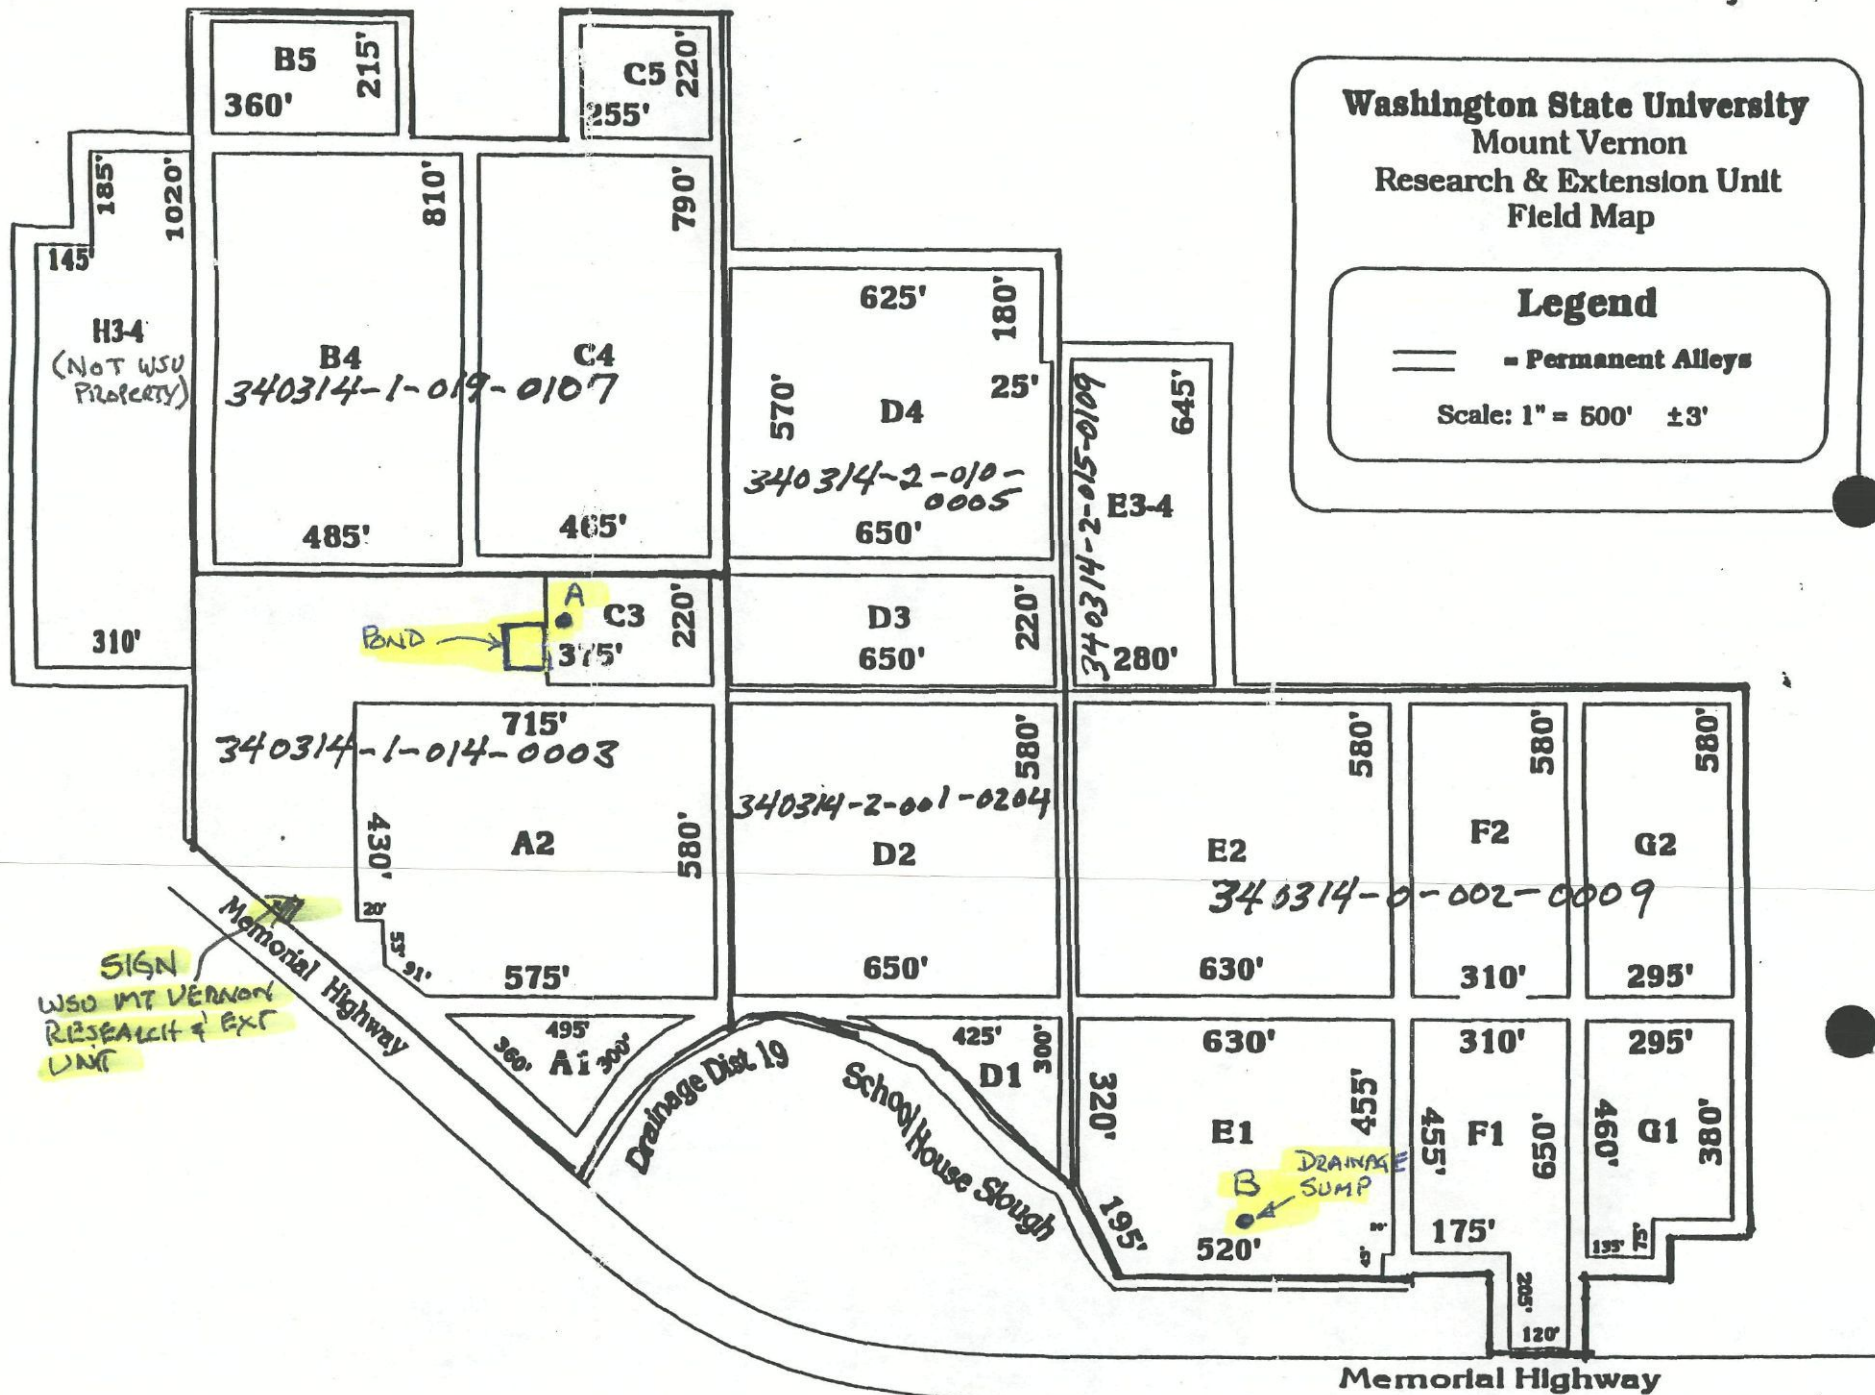 Washington State University
Mount Vernon
Research & Extension Unit
Field Map
Legend
= Permanent Alleys
Scale: 1" = 500' ±3'
B5
215'
360'
C5
220'
255'
185'
1020'
145'
H3-4
(NOT WSU
PROPERTY)
310'
810'
B4
485'
790'
C4
465'
340314-1-019-0107
625'
180'
25'
570'
D4
340314-2-010-
0005
650'
340314-2-015-0109
645'
E3-4
280'
A
C3
220'
375'
POND
D3
220'
650'
715'
340314-1-014-0003
430'
A2
580'
20'
53'
91'
575'
580'
340314-2-001-0204
D2
650'
580'
E2
630'
580'
F2
310'
580'
G2
295'
340314-0-002-0009
SIGN
WSU MT VERNON
RESEARCH & EXT
UNIT
Memorial Highway
495'
360'
A1
300'
Drainage Dist 19
School House Slough
425'
D1
300'
630'
320'
E1
455'
195'
520'
B
DRAINAGE
SUMP
310'
455'
F1
650'
175'
205'
120'
295'
460'
G1
380'
135'
75'
Memorial Highway